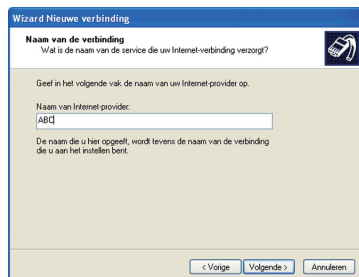 Wizard Nieuwe verbinding
Naam van de verbinding
Wat is de naam van de service die uw Internet-verbinding verzorgt?
Geef in het volgende vak de naam van uw Internet-provider op.
Naam van Internet-provider:
ABC
De naam die u hier opgeeft, wordt tevens de naam van de verbinding
die u aan het instellen bent.
< Vorige
Volgende >
Annuleren